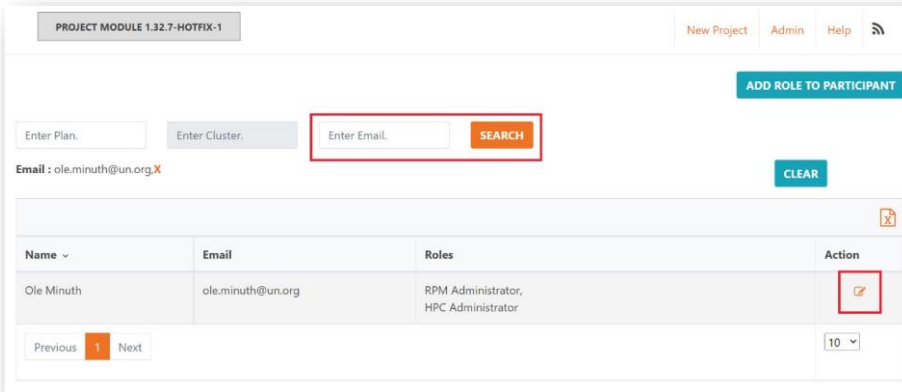 PROJECT MODULE 1.32.7-HOTFIX-1
New Project Admin Help
ADD ROLE TO PARTICIPANT
Enter Plan. Enter Cluster. Enter Email. SEARCH
Email : ole.minuth@un.org,X
CLEAR
Name Email Roles Action
Ole Minuth ole.minuth@un.org RPM Administrator,
HPC Administrator
Previous 1 Next 10